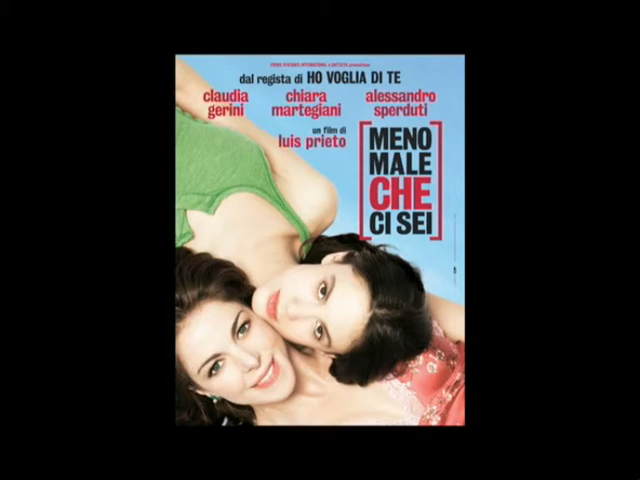 dal regista di HO VOGLIA DI TE
claudia gerini
chiara martegiani
alessandro sperduti
un film di
luis prieto
[MENO
MALE
CHE
CI SEI]